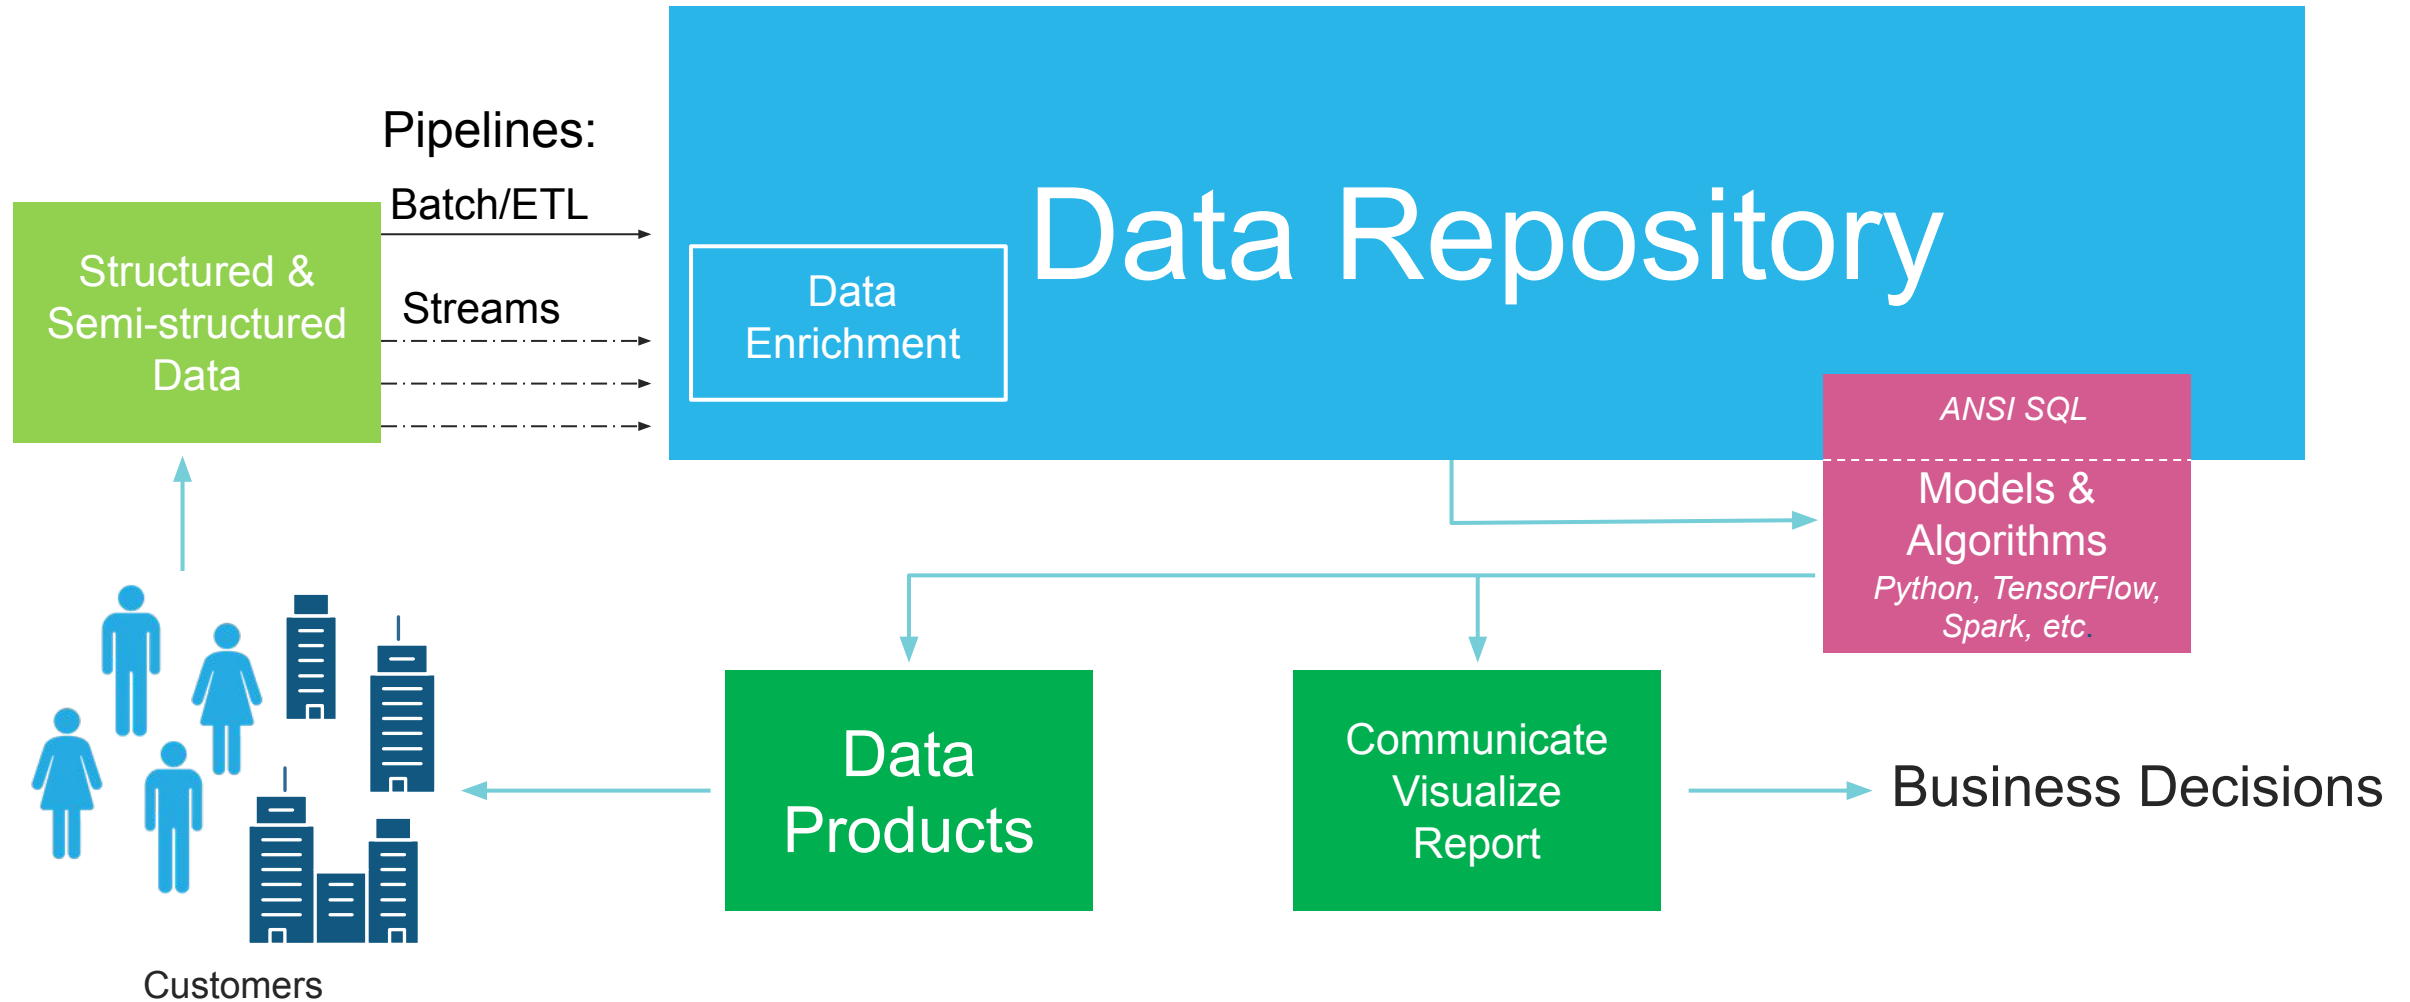 Pipelines:
Batch/ETL
Streams
Structured &
Semi-structured
Data
Data Repository
Data
Enrichment
ANSI SQL
Models &
Algorithms
Python, TensorFlow,
Spark, etc.
Data
Products
Communicate
Visualize
Report
Business Decisions
Customers